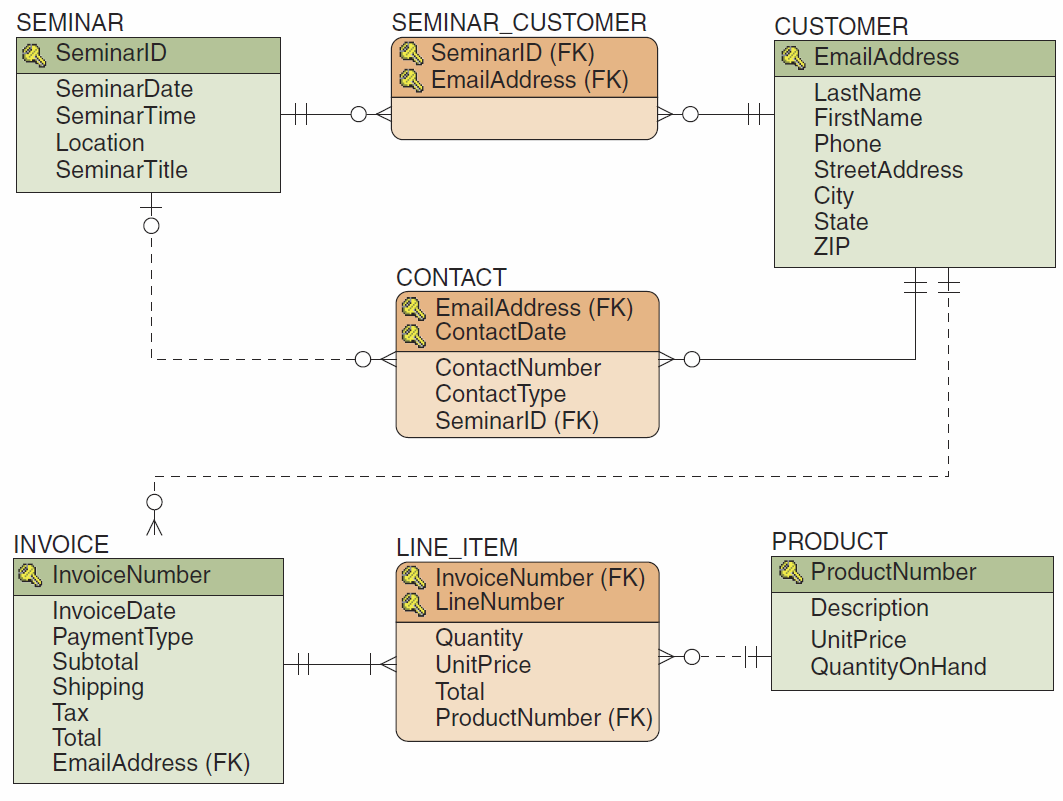 SEMINAR
SeminarID
SeminarDate
SeminarTime
Location
SeminarTitle
SEMINAR_CUSTOMER
SeminarID (FK)
EmailAddress (FK)
CUSTOMER
EmailAddress
LastName
FirstName
Phone
StreetAddress
City
State
ZIP
CONTACT
EmailAddress (FK)
ContactDate
ContactNumber
ContactType
SeminarID (FK)
INVOICE
InvoiceNumber
InvoiceDate
PaymentType
Subtotal
Shipping
Tax
Total
EmailAddress (FK)
LINE_ITEM
InvoiceNumber (FK)
LineNumber
Quantity
UnitPrice
Total
ProductNumber (FK)
PRODUCT
ProductNumber
Description
UnitPrice
QuantityOnHand